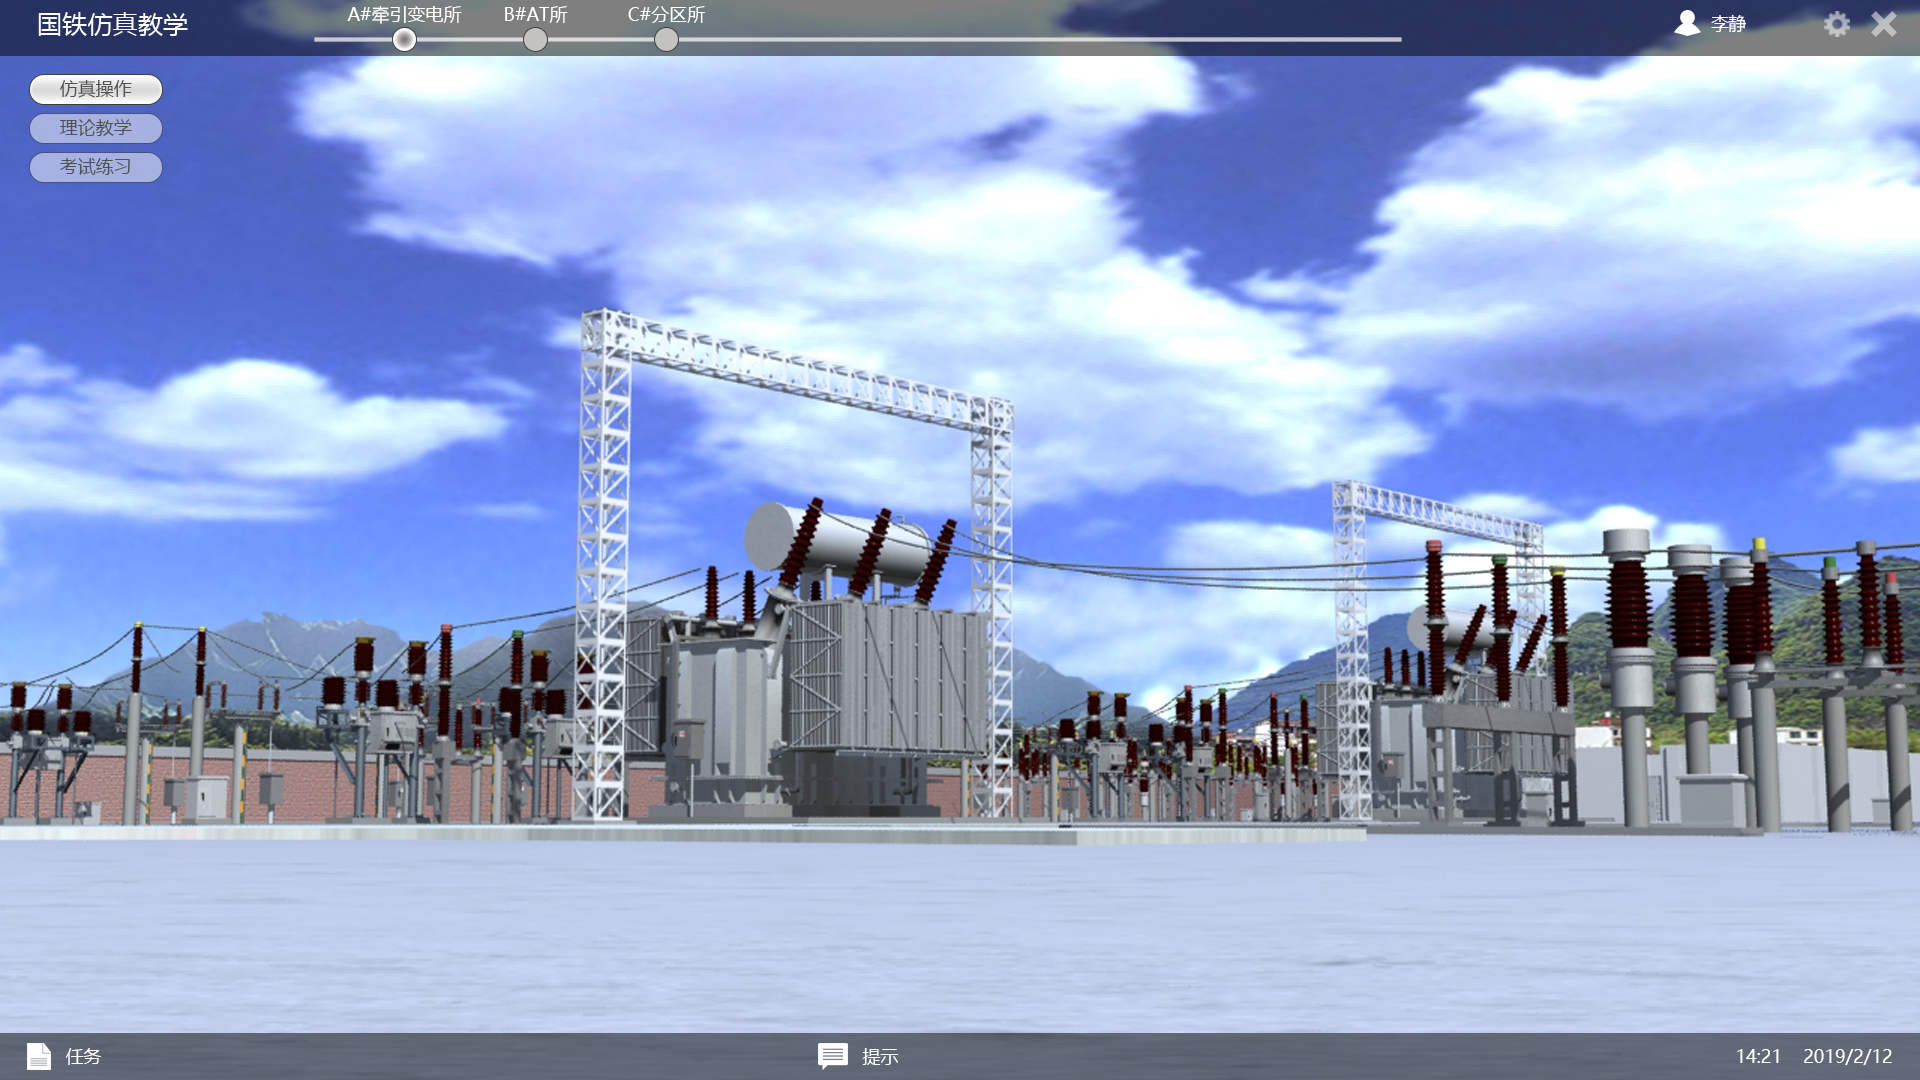 国铁仿真教学
A#牵引变电所
B#AT所
C#分区所
李静
仿真操作
理论教学
考试练习
1
任务
提示
14:21
2019/2/12